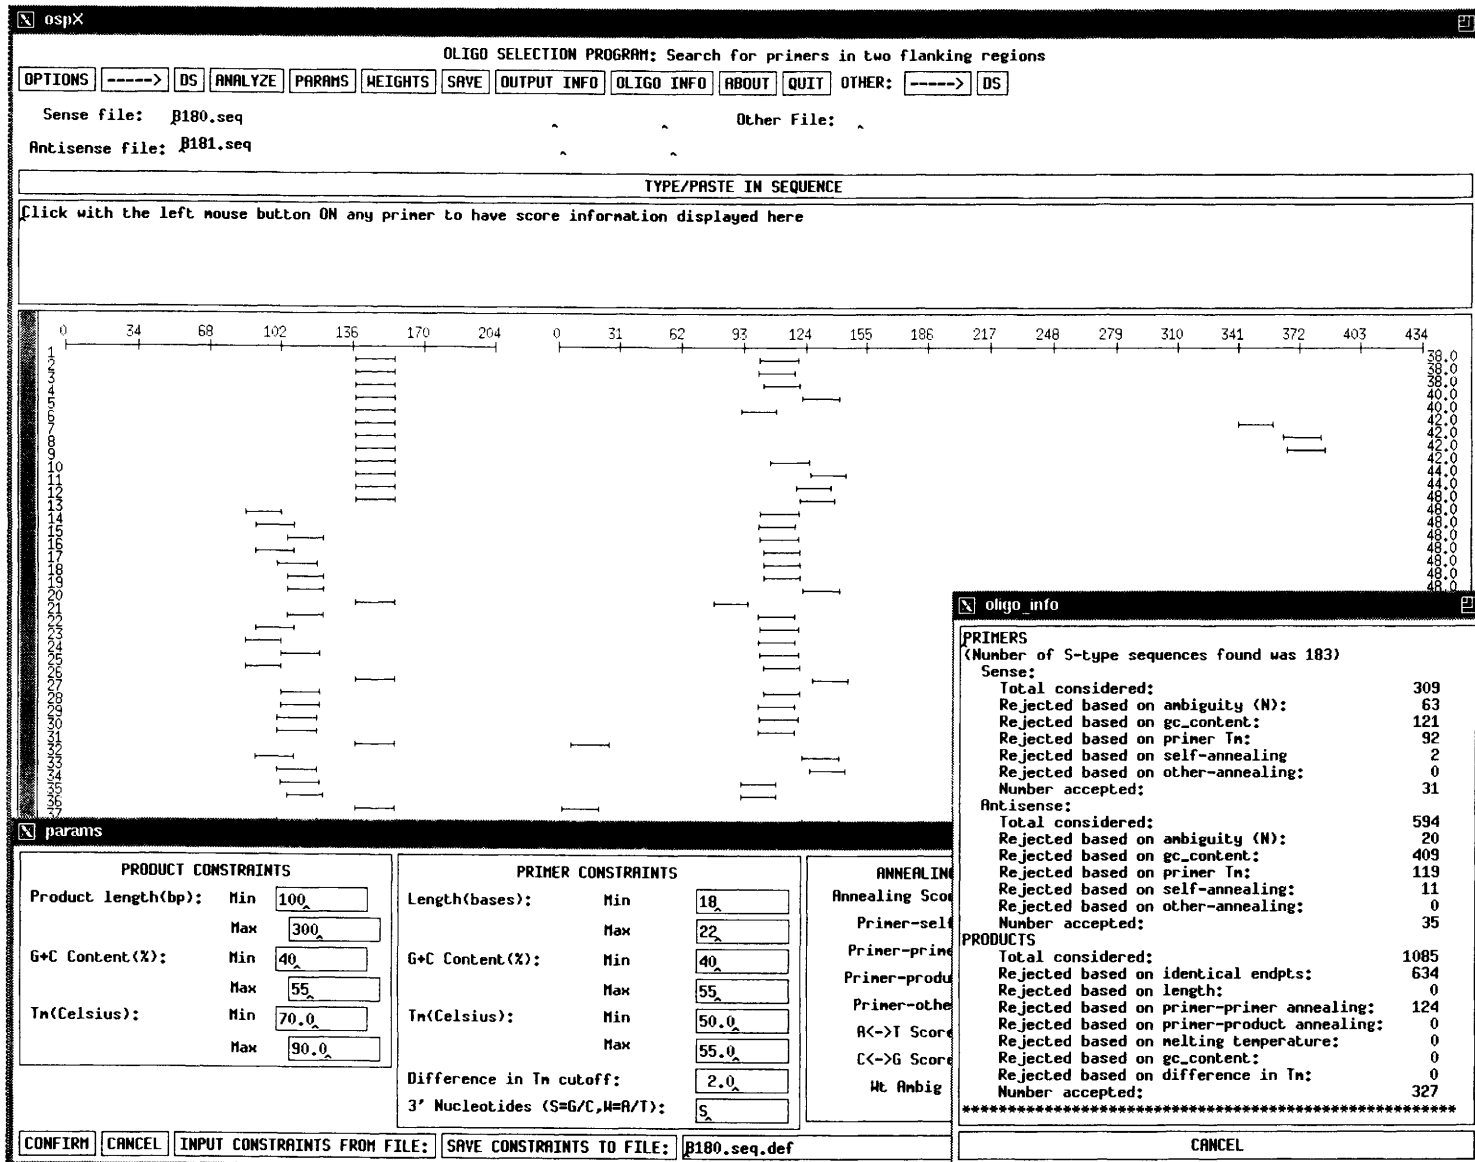 ospX
OLIGO SELECTION PROGRAM: Search for primers in two flanking regions
OPTIONS -----> DS ANALYZE PARAMS WEIGHTS SAVE OUTPUT INFO OLIGO INFO ABOUT QUIT OTHER: -----> DS
Sense file: B180.seq Other File:
Antisense file: B181.seq
TYPE/PASTE IN SEQUENCE
Click with the left mouse button ON any primer to have score information displayed here
0 34 68 102 136 170 204 0 31 62 93 124 155 186 217 248 279 310 341 372 403 434
1 38.0
2 38.0
3 38.0
4 40.0
5 40.0
6 42.0
7 42.0
8 42.0
9 42.0
10 44.0
11 44.0
12 48.0
13 48.0
14 48.0
15 48.0
16 48.0
17 48.0
18 48.0
19 48.0
20
21
22
23
24
25
26
27
28
29
30
31
32
33
34
35
36
37
oligo_info
PRIMERS
(Number of S-type sequences found was 183)
Sense:
Total considered: 309
Rejected based on ambiguity (N): 63
Rejected based on gc_content: 121
Rejected based on primer Tm: 92
Rejected based on self-annealing 2
Rejected based on other-annealing: 0
Number accepted: 31
Antisense:
Total considered: 594
Rejected based on ambiguity (N): 20
Rejected based on gc_content: 409
Rejected based on primer Tm: 119
Rejected based on self-annealing: 11
Rejected based on other-annealing: 0
Number accepted: 35
PRODUCTS
Total considered: 1085
Rejected based on identical endpts: 634
Rejected based on length: 0
Rejected based on primer-primer annealing: 124
Rejected based on primer-product annealing: 0
Rejected based on melting temperature: 0
Rejected based on gc_content: 0
Rejected based on difference in Tm: 0
Number accepted: 327
**************************************************
CANCEL
params
PRODUCT CONSTRAINTS
Product length(bp): Min 100
Max 300
G+C Content(%): Min 40
Max 55
Tm(Celsius): Min 70.0
Max 90.0
PRIMER CONSTRAINTS
Length(bases): Min 18
Max 22
G+C Content(%): Min 40
Max 55
Tm(Celsius): Min 50.0
Max 55.0
Difference in Tm cutoff: 2.0
3' Nucleotides (S=G/C,W=A/T): S
ANNEALING
Annealing Sco
Primer-self
Primer-prime
Primer-produ
Primer-othe
A<->T Score
C<->G Score
Wt Ambig
CONFIRM CANCEL INPUT CONSTRAINTS FROM FILE: SAVE CONSTRAINTS TO FILE: B180.seq.def